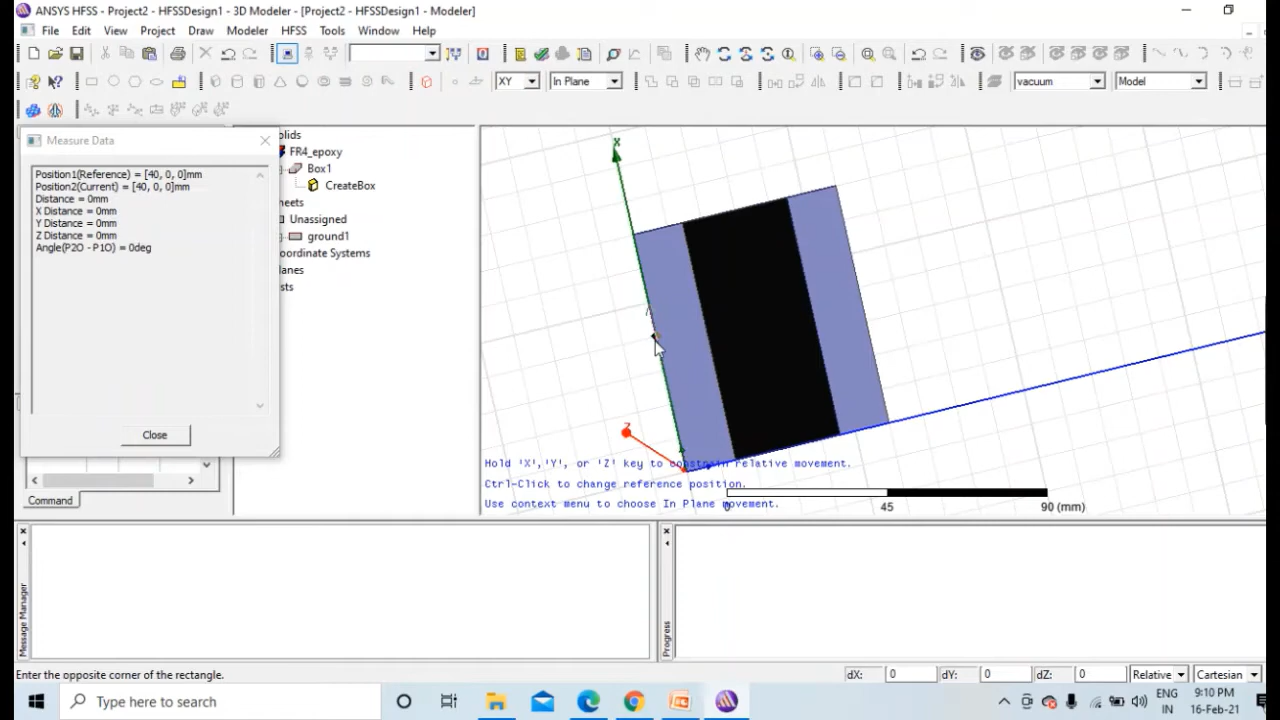 ANSYS HFSS - Project2 - HFSSDesign1 - 3D Modeler - [Project2 - HFSSDesign1 - Modeler]
File Edit View Project Draw Modeler HFSS Tools Window Help
XY In Plane vacuum Model
Measure Data
Position1(Reference) = [40, 0, 0]mm
Position2(Current) = [40, 0, 0]mm
Distance = 0mm
X Distance = 0mm
Y Distance = 0mm
Z Distance = 0mm
Angle(P2O - P1O) = 0deg
Close
Command
olids
FR4_epoxy
Box1
CreateBox
heets
Unassigned
ground1
oordinate Systems
lanes
sts
X
Z
Hold 'X','Y', or 'Z' key to constrain relative movement.
Ctrl-Click to change reference position.
Use context menu to choose In Plane movement.
0 45 90 (mm)
Message Manager
Progress
Enter the opposite corner of the rectangle.
dX: 0 dY: 0 dZ: 0 Relative Cartesian
Type here to search
ENG
IN
9:10 PM
16-Feb-21